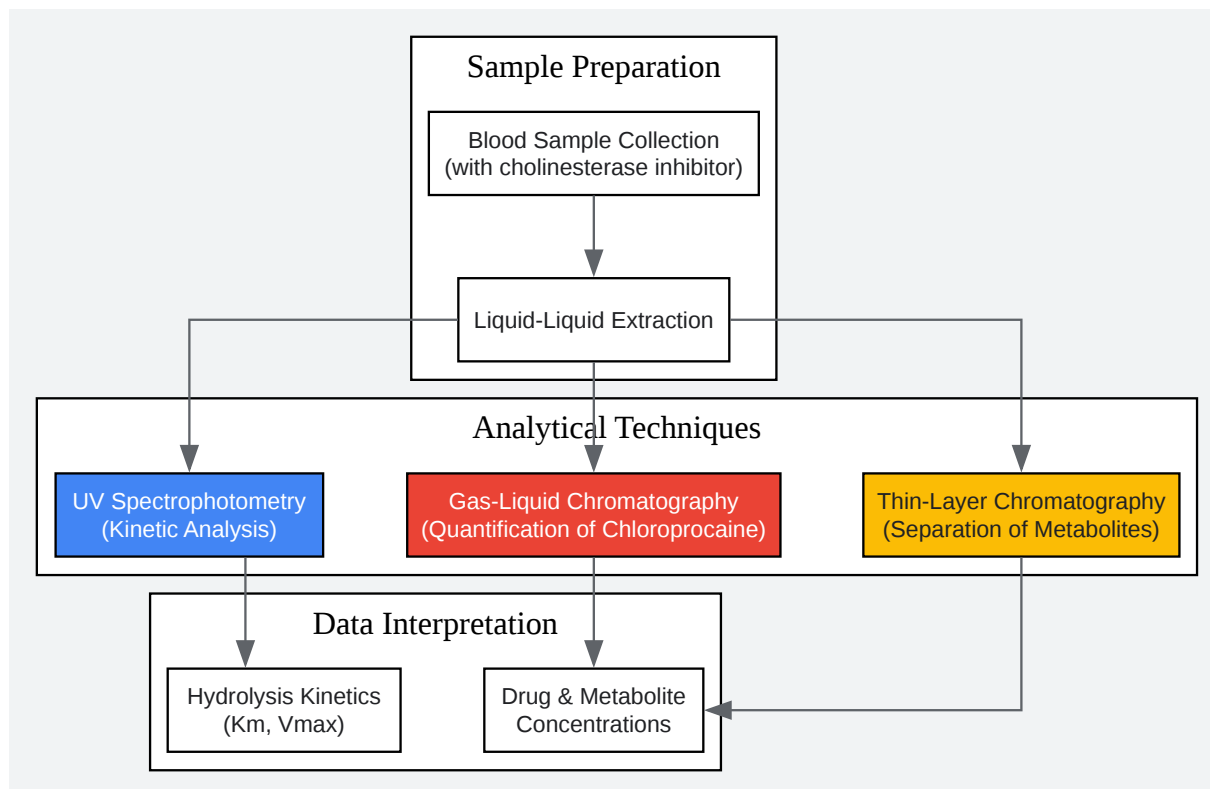 Sample Preparation
Blood Sample Collection
(with cholinesterase inhibitor)
Liquid-Liquid Extraction
Analytical Techniques
UV Spectrophotometry
(Kinetic Analysis)
Gas-Liquid Chromatography
(Quantification of Chloroprocaine)
Thin-Layer Chromatography
(Separation of Metabolites)
Data Interpretation
Hydrolysis Kinetics
(Km, Vmax)
Drug & Metabolite
Concentrations